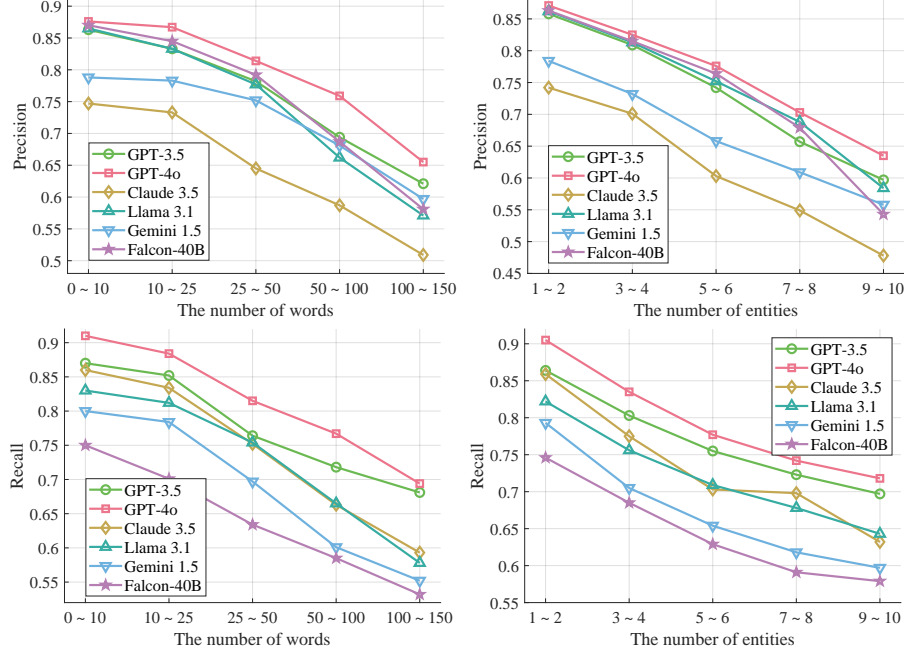 0.9
0.85
0.8
0.75
0.7
0.65
0.6
0.55
0.5
Precision
GPT-3.5
GPT-4o
Claude 3.5
Llama 3.1
Gemini 1.5
Falcon-40B
0 ~ 10 10 ~ 25 25 ~ 50 50 ~ 100 100 ~ 150
The number of words
0.85
0.8
0.75
0.7
0.65
0.6
0.55
0.5
0.45
Precision
GPT-3.5
GPT-4o
Claude 3.5
Llama 3.1
Gemini 1.5
Falcon-40B
1 ~ 2 3 ~ 4 5 ~ 6 7 ~ 8 9 ~ 10
The number of entities
0.9
0.85
0.8
0.75
0.7
0.65
0.6
0.55
Recall
GPT-3.5
GPT-4o
Claude 3.5
Llama 3.1
Gemini 1.5
Falcon-40B
0 ~ 10 10 ~ 25 25 ~ 50 50 ~ 100 100 ~ 150
The number of words
0.9
0.85
0.8
0.75
0.7
0.65
0.6
0.55
Recall
GPT-3.5
GPT-4o
Claude 3.5
Llama 3.1
Gemini 1.5
Falcon-40B
1 ~ 2 3 ~ 4 5 ~ 6 7 ~ 8 9 ~ 10
The number of entities